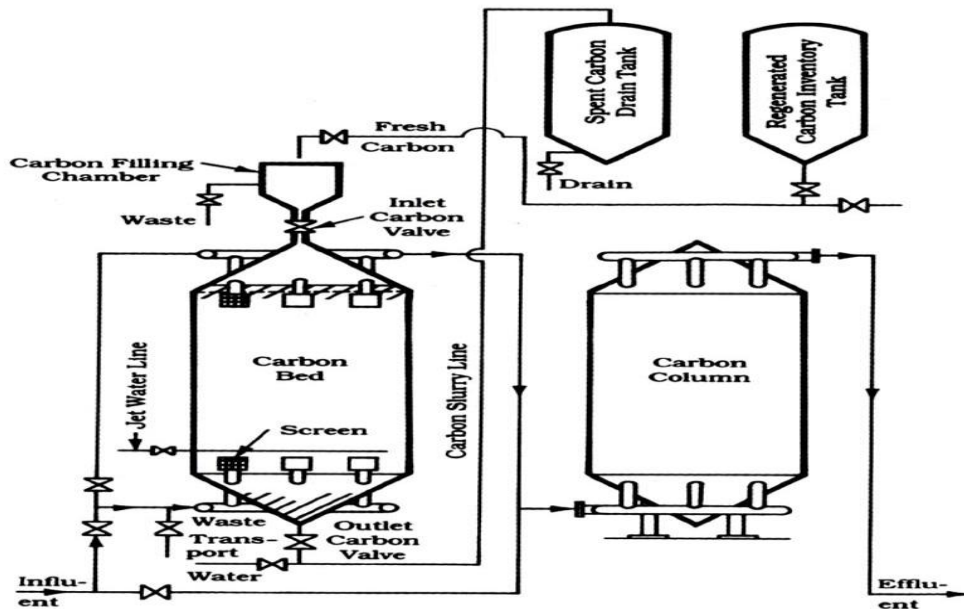 Spent Carbon
Drain Tank
Regenerated
Carbon Inventory
Tank
Fresh
Carbon
Carbon Filling
Chamber
Drain
Waste
Inlet
Carbon
Valve
Carbon
Bed
Carbon
Column
Jet Water Line
Carbon Slurry Line
Screen
Waste
Trans-
port
Water
Outlet
Carbon
Valve
Influ-
ent
Efflu-
ent